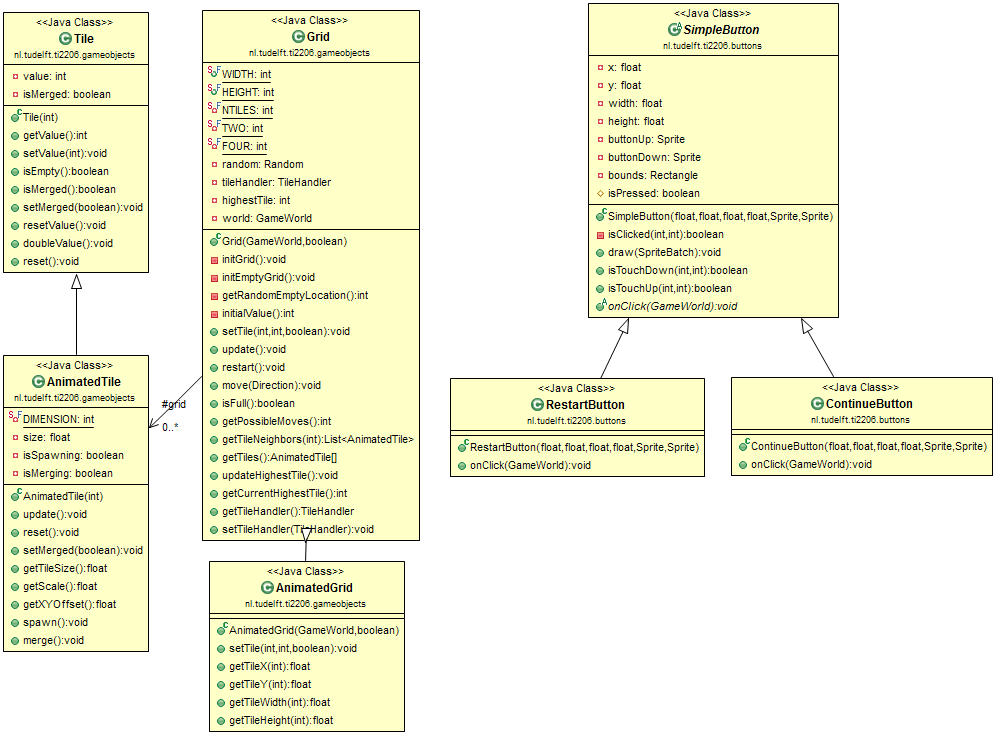 <<Java Class>>
Tile
nl.tudelft.ti2206.gameobjects
value: int
isMerged: boolean
Tile(int)
getValue():int
setValue(int):void
isEmpty():boolean
isMerged():boolean
setMerged(boolean):void
resetValue():void
doubleValue():void
reset():void
<<Java Class>>
AnimatedTile
nl.tudelft.ti2206.gameobjects
DIMENSION: int
size: float
isSpawning: boolean
isMerging: boolean
AnimatedTile(int)
update():void
reset():void
setMerged(boolean):void
getTileSize():float
getScale():float
getXYOffset():float
spawn():void
merge():void
#grid
0..*
<<Java Class>>
Grid
nl.tudelft.ti2206.gameobjects
WIDTH: int
HEIGHT: int
NTILES: int
TWO: int
FOUR: int
random: Random
tileHandler: TileHandler
highestTile: int
world: GameWorld
Grid(GameWorld,boolean)
initGrid():void
initEmptyGrid():void
getRandomEmptyLocation():int
initialValue():int
setTile(int,int,boolean):void
update():void
restart():void
move(Direction):void
isFull():boolean
getPossibleMoves():int
getTileNeighbors(int):List<AnimatedTile>
getTiles():AnimatedTile[]
updateHighestTile():void
getCurrentHighestTile():int
getTileHandler():TileHandler
setTileHandler(TileHandler):void
<<Java Class>>
AnimatedGrid
nl.tudelft.ti2206.gameobjects
AnimatedGrid(GameWorld,boolean)
setTile(int,int,boolean):void
getTileX(int):float
getTileY(int):float
getTileWidth(int):float
getTileHeight(int):float
<<Java Class>>
SimpleButton
nl.tudelft.ti2206.buttons
x: float
y: float
width: float
height: float
buttonUp: Sprite
buttonDown: Sprite
bounds: Rectangle
isPressed: boolean
SimpleButton(float,float,float,float,Sprite,Sprite)
isClicked(int,int):boolean
draw(SpriteBatch):void
isTouchDown(int,int):boolean
isTouchUp(int,int):boolean
onClick(GameWorld):void
<<Java Class>>
RestartButton
nl.tudelft.ti2206.buttons
RestartButton(float,float,float,float,Sprite,Sprite)
onClick(GameWorld):void
<<Java Class>>
ContinueButton
nl.tudelft.ti2206.buttons
ContinueButton(float,float,float,float,Sprite,Sprite)
onClick(GameWorld):void